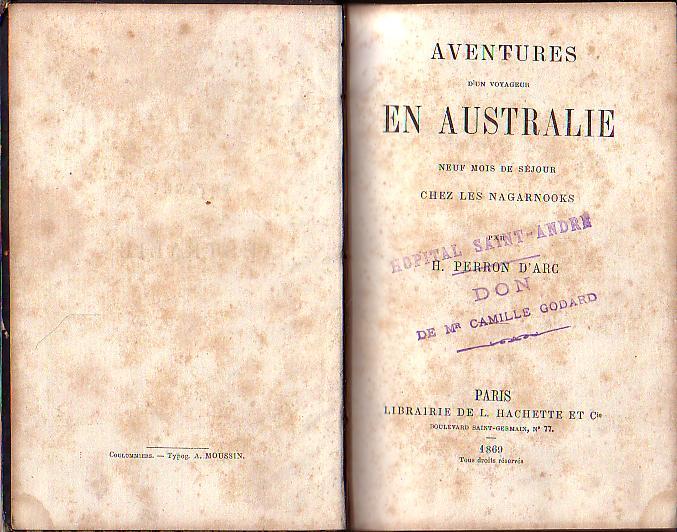 Coulommiers. — Typog. A. MOUSSIN.
AVENTURES
D'UN VOYAGEUR
EN AUSTRALIE
NEUF MOIS DE SÉJOUR
CHEZ LES NAGARNOOKS
PAR
HOPITAL SAINT-ANDRÉ
H. PERRON D'ARC
DON
DE MR CAMILLE GODARD
PARIS
LIBRAIRIE DE L. HACHETTE ET Cie
BOULEVARD SAINT-GERMAIN, N° 77.
1869
Tous droits réservés